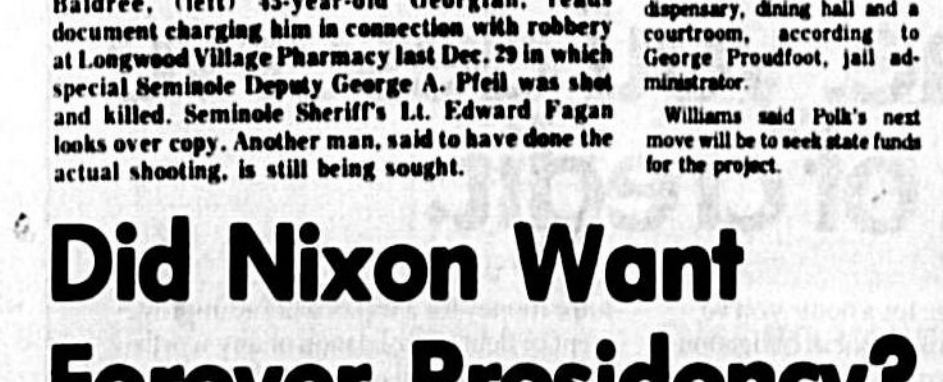 Baldree, (left) 43-year-old Georgian, reads
document charging him in connection with robbery
at Longwood Village Pharmacy last Dec. 29 in which
special Seminole Deputy George A. Pfeil was shot
and killed. Seminole Sheriff's Lt. Edward Fagan
looks over copy. Another man, said to have done the
actual shooting, is still being sought.
dispensary, dining hall and a
courtroom, according to
George Proudfoot, jail ad-
ministrator.
Williams said Polk's next
move will be to seek state funds
for the project.
Did Nixon Want
Forever Presidency?